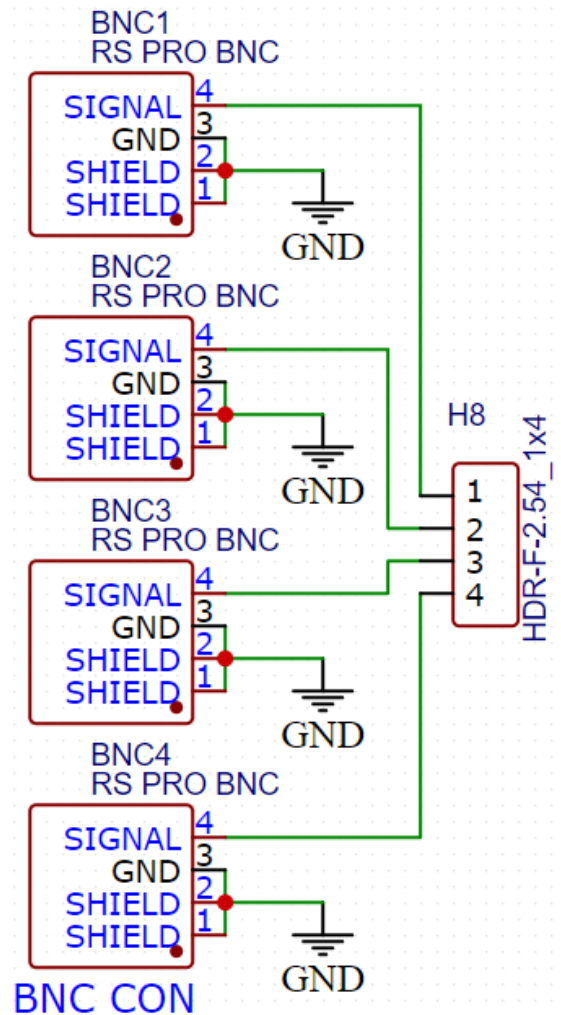 BNC1
RS PRO BNC
SIGNAL 4
GND 3
SHIELD 2
SHIELD 1
GND
BNC2
RS PRO BNC
SIGNAL 4
GND 3
SHIELD 2
SHIELD 1
GND
BNC3
RS PRO BNC
SIGNAL 4
GND 3
SHIELD 2
SHIELD 1
GND
BNC4
RS PRO BNC
SIGNAL 4
GND 3
SHIELD 2
SHIELD 1
GND
BNC CON
H8
1
2
3
4
HDR-F-2.54_1x4